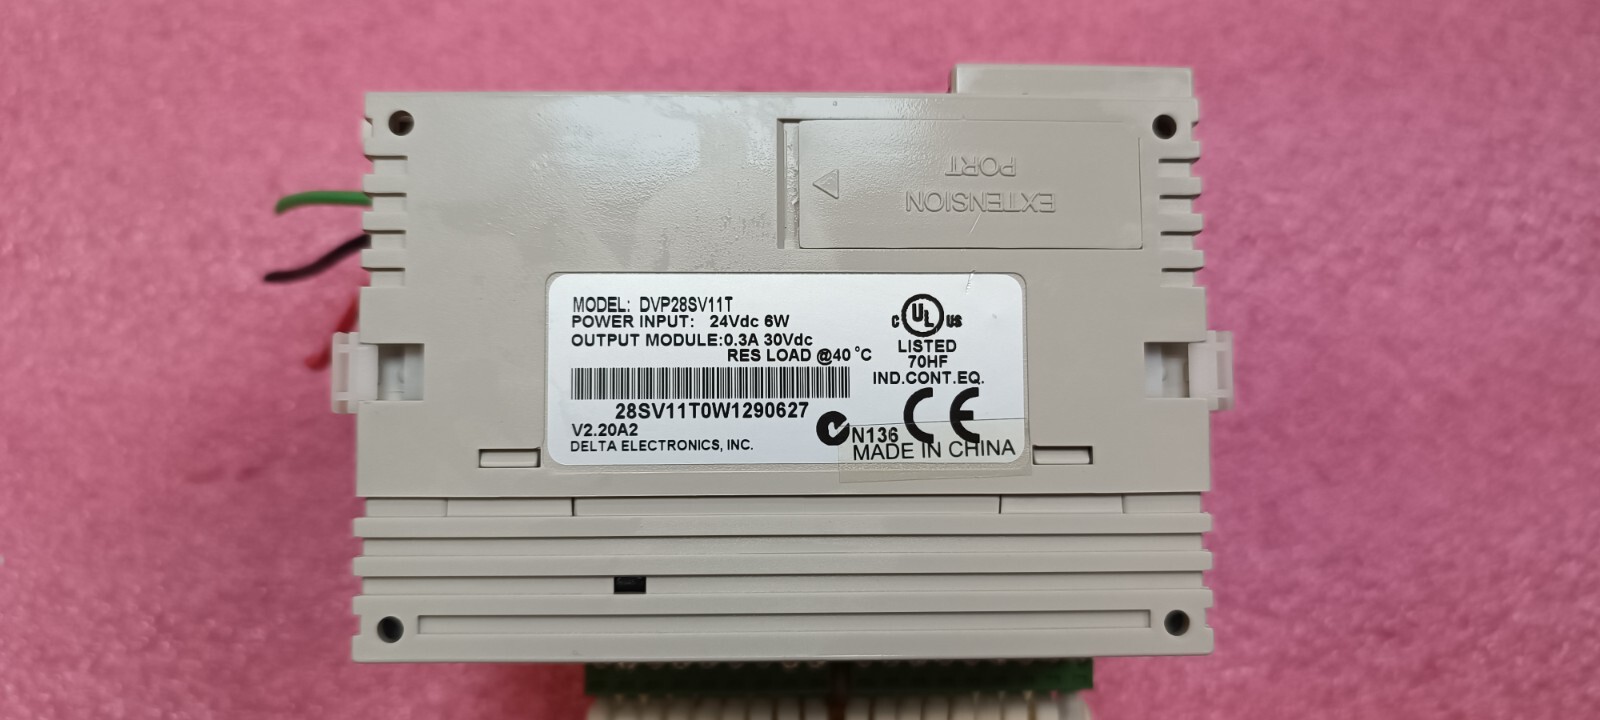 EXTENSION
PORT
MODEL: DVP28SV11T
POWER INPUT: 24Vdc 6W
OUTPUT MODULE:0.3A 30Vdc
RES LOAD @40 °C
28SV11T0W1290627
V2.20A2
DELTA ELECTRONICS, INC.
C UL US
LISTED
70HF
IND.CONT.EQ.
N136 CE
MADE IN CHINA